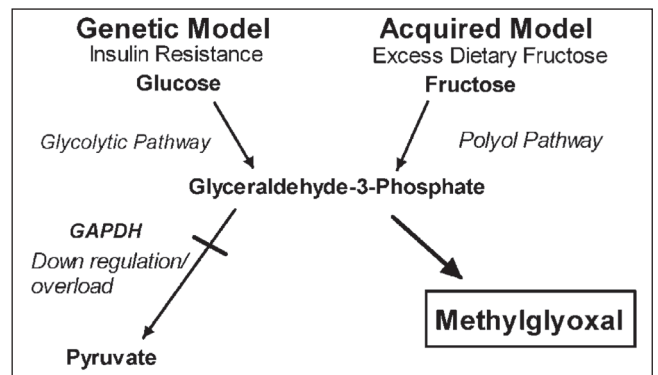 Genetic Model
Insulin Resistance
Glucose
Acquired Model
Excess Dietary Fructose
Fructose
Glycolytic Pathway
Polyol Pathway
Glyceraldehyde-3-Phosphate
GAPDH
Down regulation/
overload
Methylglyoxal
Pyruvate